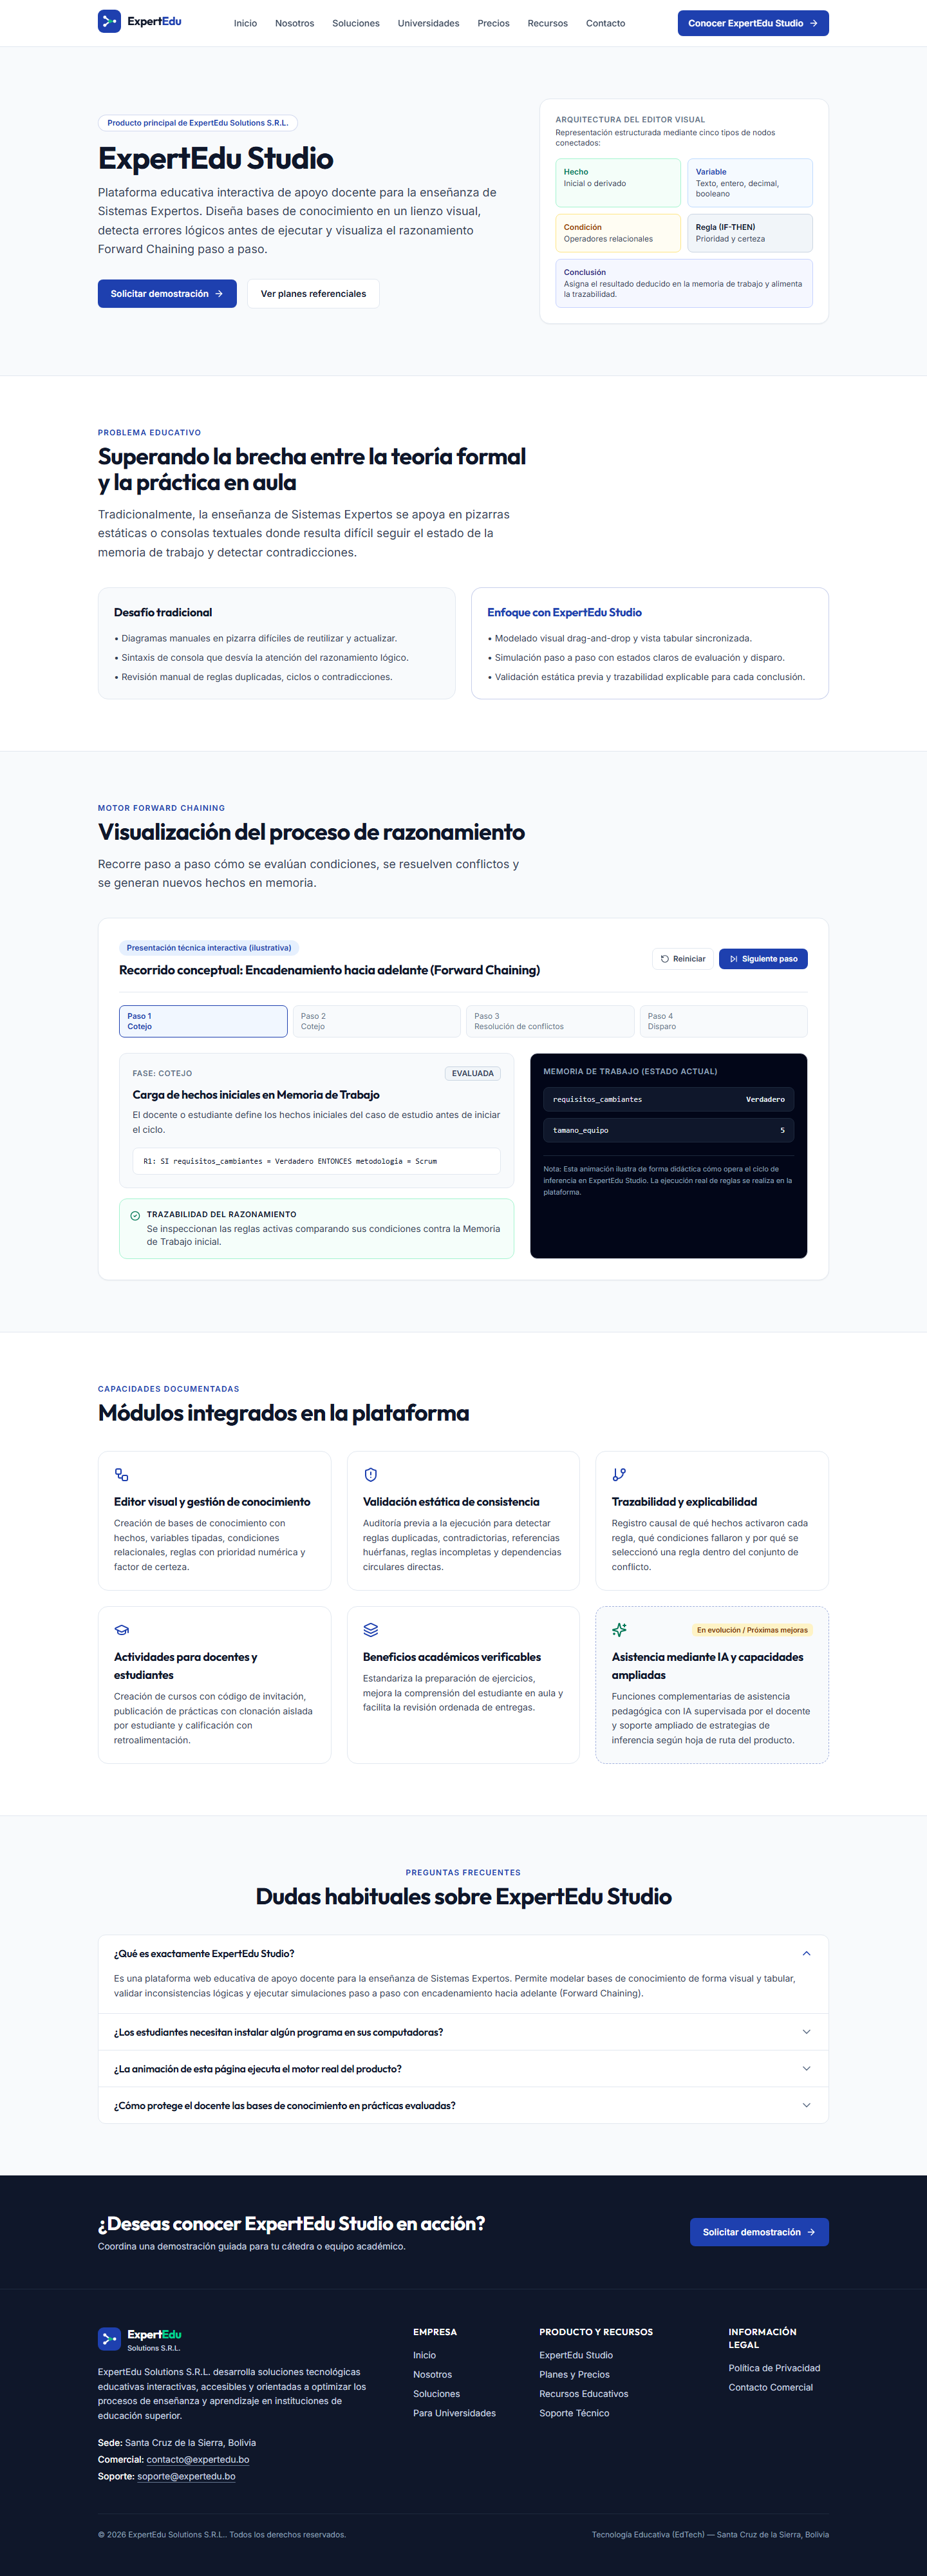 ExpertEdu
Inicio
Nosotros
Soluciones
Universidades
Precios
Recursos
Contacto
Conocer ExpertEdu Studio
Producto principal de ExpertEdu Solutions S.R.L.
ExpertEdu Studio
Plataforma educativa interactiva de apoyo docente para la enseñanza de
Sistemas Expertos. Diseña bases de conocimiento en un lienzo visual,
detecta errores lógicos antes de ejecutar y visualiza el razonamiento
Forward Chaining paso a paso.
Solicitar demostración
Ver planes referenciales
ARQUITECTURA DEL EDITOR VISUAL
Representación estructurada mediante cinco tipos de nodos
conectados:
Hecho
Inicial o derivado
Variable
Texto, entero, decimal,
booleano
Condición
Operadores relacionales
Regla (IF-THEN)
Prioridad y certeza
Conclusión
Asigna el resultado deducido en la memoria de trabajo y alimenta
la trazabilidad.
PROBLEMA EDUCATIVO
Superando la brecha entre la teoría formal
y la práctica en aula
Tradicionalmente, la enseñanza de Sistemas Expertos se apoya en pizarras
estáticas o consolas textuales donde resulta difícil seguir el estado de la
memoria de trabajo y detectar contradicciones.
Desafío tradicional
• Diagramas manuales en pizarra difíciles de reutilizar y actualizar.
• Sintaxis de consola que desvía la atención del razonamiento lógico.
• Revisión manual de reglas duplicadas, ciclos o contradicciones.
Enfoque con ExpertEdu Studio
• Modelado visual drag-and-drop y vista tabular sincronizada.
• Simulación paso a paso con estados claros de evaluación y disparo.
• Validación estática previa y trazabilidad explicable para cada conclusión.
MOTOR FORWARD CHAINING
Visualización del proceso de razonamiento
Recorre paso a paso cómo se evalúan condiciones, se resuelven conflictos y
se generan nuevos hechos en memoria.
Presentación técnica interactiva (ilustrativa)
Recorrido conceptual: Encadenamiento hacia adelante (Forward Chaining)
Reiniciar
Siguiente paso
Paso 1
Cotejo
Paso 2
Cotejo
Paso 3
Resolución de conflictos
Paso 4
Disparo
FASE: COTEJO
EVALUADA
Carga de hechos iniciales en Memoria de Trabajo
El docente o estudiante define los hechos iniciales del caso de estudio antes de iniciar
el ciclo.
R1: SI requisitos_cambiantes = Verdadero ENTONCES metodologia = Scrum
TRAZABILIDAD DEL RAZONAMIENTO
Se inspeccionan las reglas activas comparando sus condiciones contra la Memoria
de Trabajo inicial.
MEMORIA DE TRABAJO (ESTADO ACTUAL)
requisitos_cambiantes Verdadero
tamano_equipo 5
Nota: Esta animación ilustra de forma didáctica cómo opera el ciclo de
inferencia en ExpertEdu Studio. La ejecución real de reglas se realiza en la
plataforma.
CAPACIDADES DOCUMENTADAS
Módulos integrados en la plataforma
Editor visual y gestión de conocimiento
Creación de bases de conocimiento con
hechos, variables tipadas, condiciones
relacionales, reglas con prioridad numérica y
factor de certeza.
Validación estática de consistencia
Auditoría previa a la ejecución para detectar
reglas duplicadas, contradictorias, referencias
huérfanas, reglas incompletas y dependencias
circulares directas.
Trazabilidad y explicabilidad
Registro causal de qué hechos activaron cada
regla, qué condiciones fallaron y por qué se
seleccionó una regla dentro del conjunto de
conflicto.
Actividades para docentes y
estudiantes
Creación de cursos con código de invitación,
publicación de prácticas con clonación aislada
por estudiante y calificación con
retroalimentación.
Beneficios académicos verificables
Estandariza la preparación de ejercicios,
mejora la comprensión del estudiante en aula y
facilita la revisión ordenada de entregas.
En evolución / Próximas mejoras
Asistencia mediante IA y capacidades
ampliadas
Funciones complementarias de asistencia
pedagógica con IA supervisada por el docente
y soporte ampliado de estrategias de
inferencia según hoja de ruta del producto.
PREGUNTAS FRECUENTES
Dudas habituales sobre ExpertEdu Studio
¿Qué es exactamente ExpertEdu Studio?
Es una plataforma web educativa de apoyo docente para la enseñanza de Sistemas Expertos. Permite modelar bases de conocimiento de forma visual y tabular,
validar inconsistencias lógicas y ejecutar simulaciones paso a paso con encadenamiento hacia adelante (Forward Chaining).
¿Los estudiantes necesitan instalar algún programa en sus computadoras?
¿La animación de esta página ejecuta el motor real del producto?
¿Cómo protege el docente las bases de conocimiento en prácticas evaluadas?
¿Deseas conocer ExpertEdu Studio en acción?
Coordina una demostración guiada para tu cátedra o equipo académico.
Solicitar demostración
ExpertEdu
Solutions S.R.L.
ExpertEdu Solutions S.R.L. desarrolla soluciones tecnológicas
educativas interactivas, accesibles y orientadas a optimizar los
procesos de enseñanza y aprendizaje en instituciones de
educación superior.
Sede: Santa Cruz de la Sierra, Bolivia
Comercial: contacto@expertedu.bo
Soporte: soporte@expertedu.bo
EMPRESA
Inicio
Nosotros
Soluciones
Para Universidades
PRODUCTO Y RECURSOS
ExpertEdu Studio
Planes y Precios
Recursos Educativos
Soporte Técnico
INFORMACIÓN
LEGAL
Política de Privacidad
Contacto Comercial
© 2026 ExpertEdu Solutions S.R.L.. Todos los derechos reservados.
Tecnología Educativa (EdTech) — Santa Cruz de la Sierra, Bolivia